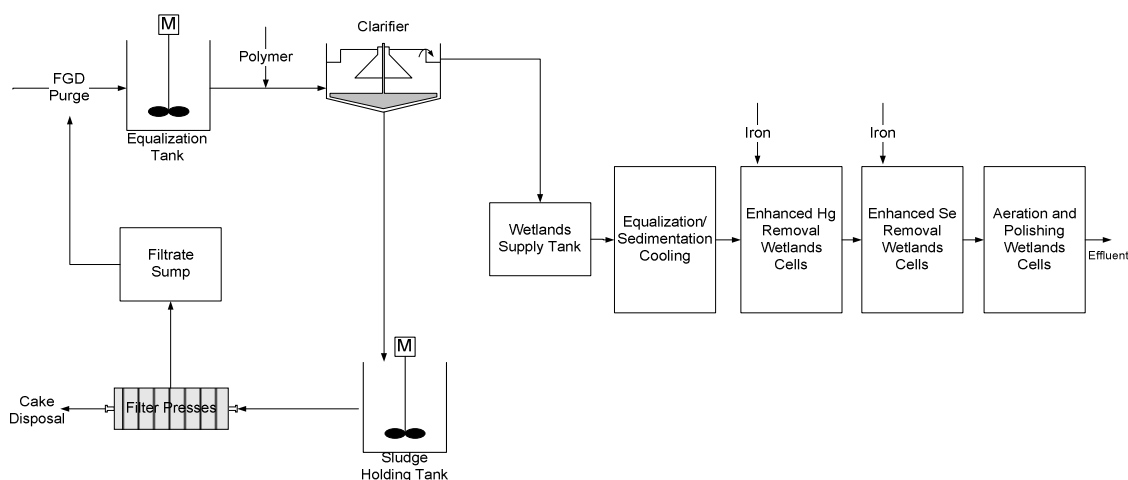 M
Clarifier
Polymer
FGD
Purge
Equalization
Tank
Iron
Iron
Wetlands
Supply Tank
Equalization/
Sedimentation
Cooling
Enhanced Hg
Removal
Wetlands
Cells
Enhanced Se
Removal
Wetlands
Cells
Aeration and
Polishing
Wetlands
Cells
Effluent
Filtrate
Sump
M
Cake
Disposal
Filter Presses
Sludge
Holding Tank